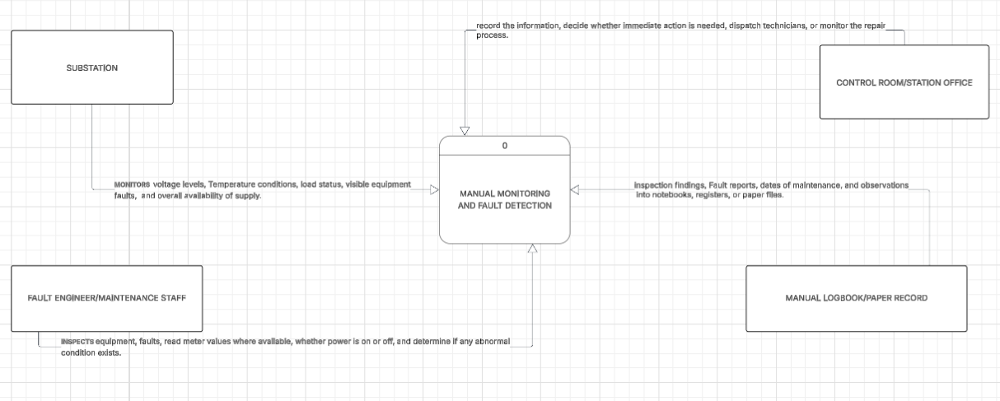 record the information, decide whether immediate action is needed, dispatch technicians, or monitor the repair
process.
SUBSTATION
CONTROL ROOM/STATION OFFICE
0
MANUAL MONITORING
AND FAULT DETECTION
MONITORS voltage levels, Temperature conditions, load status, visible equipment
faults, and overall availability of supply.
Inspection findings, Fault reports, dates of maintenance, and observations
into notebooks, registers, or paper files.
FAULT ENGINEER/MAINTENANCE STAFF
MANUAL LOGBOOK/PAPER RECORD
INSPECTS equipment, faults, read meter values where available, whether power is on or off, and determine if any abnormal
condition exists.